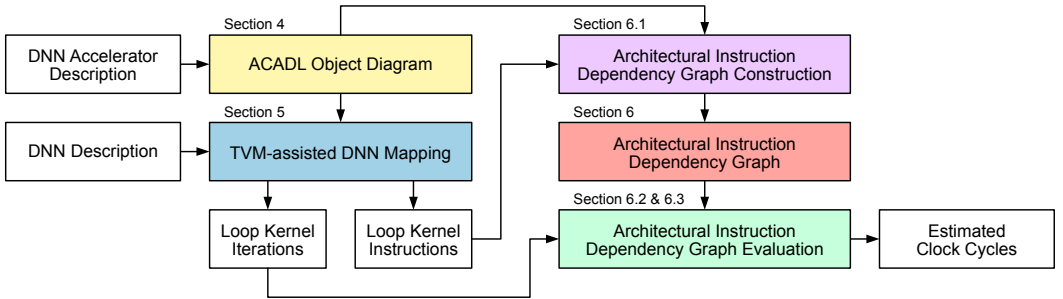 Section 4
Section 6.1
DNN Accelerator
Description
ACADL Object Diagram
Architectural Instruction
Dependency Graph Construction
Section 5
Section 6
DNN Description
TVM-assisted DNN Mapping
Architectural Instruction
Dependency Graph
Section 6.2 & 6.3
Loop Kernel
Iterations
Loop Kernel
Instructions
Architectural Instruction
Dependency Graph Evaluation
Estimated
Clock Cycles